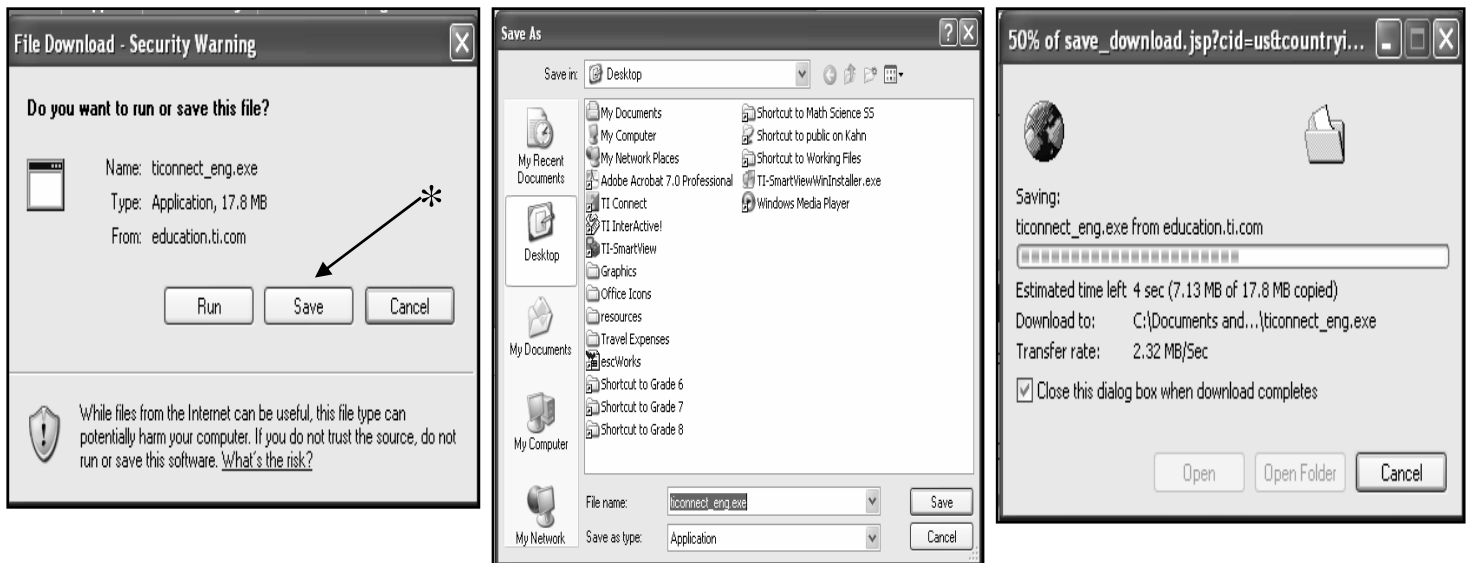 File Download - Security Warning
Do you want to run or save this file?
Name: ticonnect_eng.exe
Type: Application, 17.8 MB
From: education.ti.com
*
Run Save Cancel
While files from the Internet can be useful, this file type can
potentially harm your computer. If you do not trust the source, do not
run or save this software. What's the risk?
Save As
Save in: Desktop
My Recent
Documents
Desktop
My Documents
My Computer
My Network
My Documents
My Computer
My Network Places
Adobe Acrobat 7.0 Professional
TI Connect
TI InterActive!
TI-SmartView
Graphics
Office Icons
resources
Travel Expenses
escWorks
Shortcut to Grade 6
Shortcut to Grade 7
Shortcut to Grade 8
Shortcut to Math Science SS
Shortcut to public on Kahn
Shortcut to Working Files
TI-SmartViewWinInstaller.exe
Windows Media Player
File name: ticonnect_eng.exe Save
Save as type: Application Cancel
50% of save_download.jsp?cid=us&countryi...
Saving:
ticonnect_eng.exe from education.ti.com
Estimated time left 4 sec (7.13 MB of 17.8 MB copied)
Download to: C:\Documents and...\ticonnect_eng.exe
Transfer rate: 2.32 MB/Sec
Close this dialog box when download completes
Open Open Folder Cancel